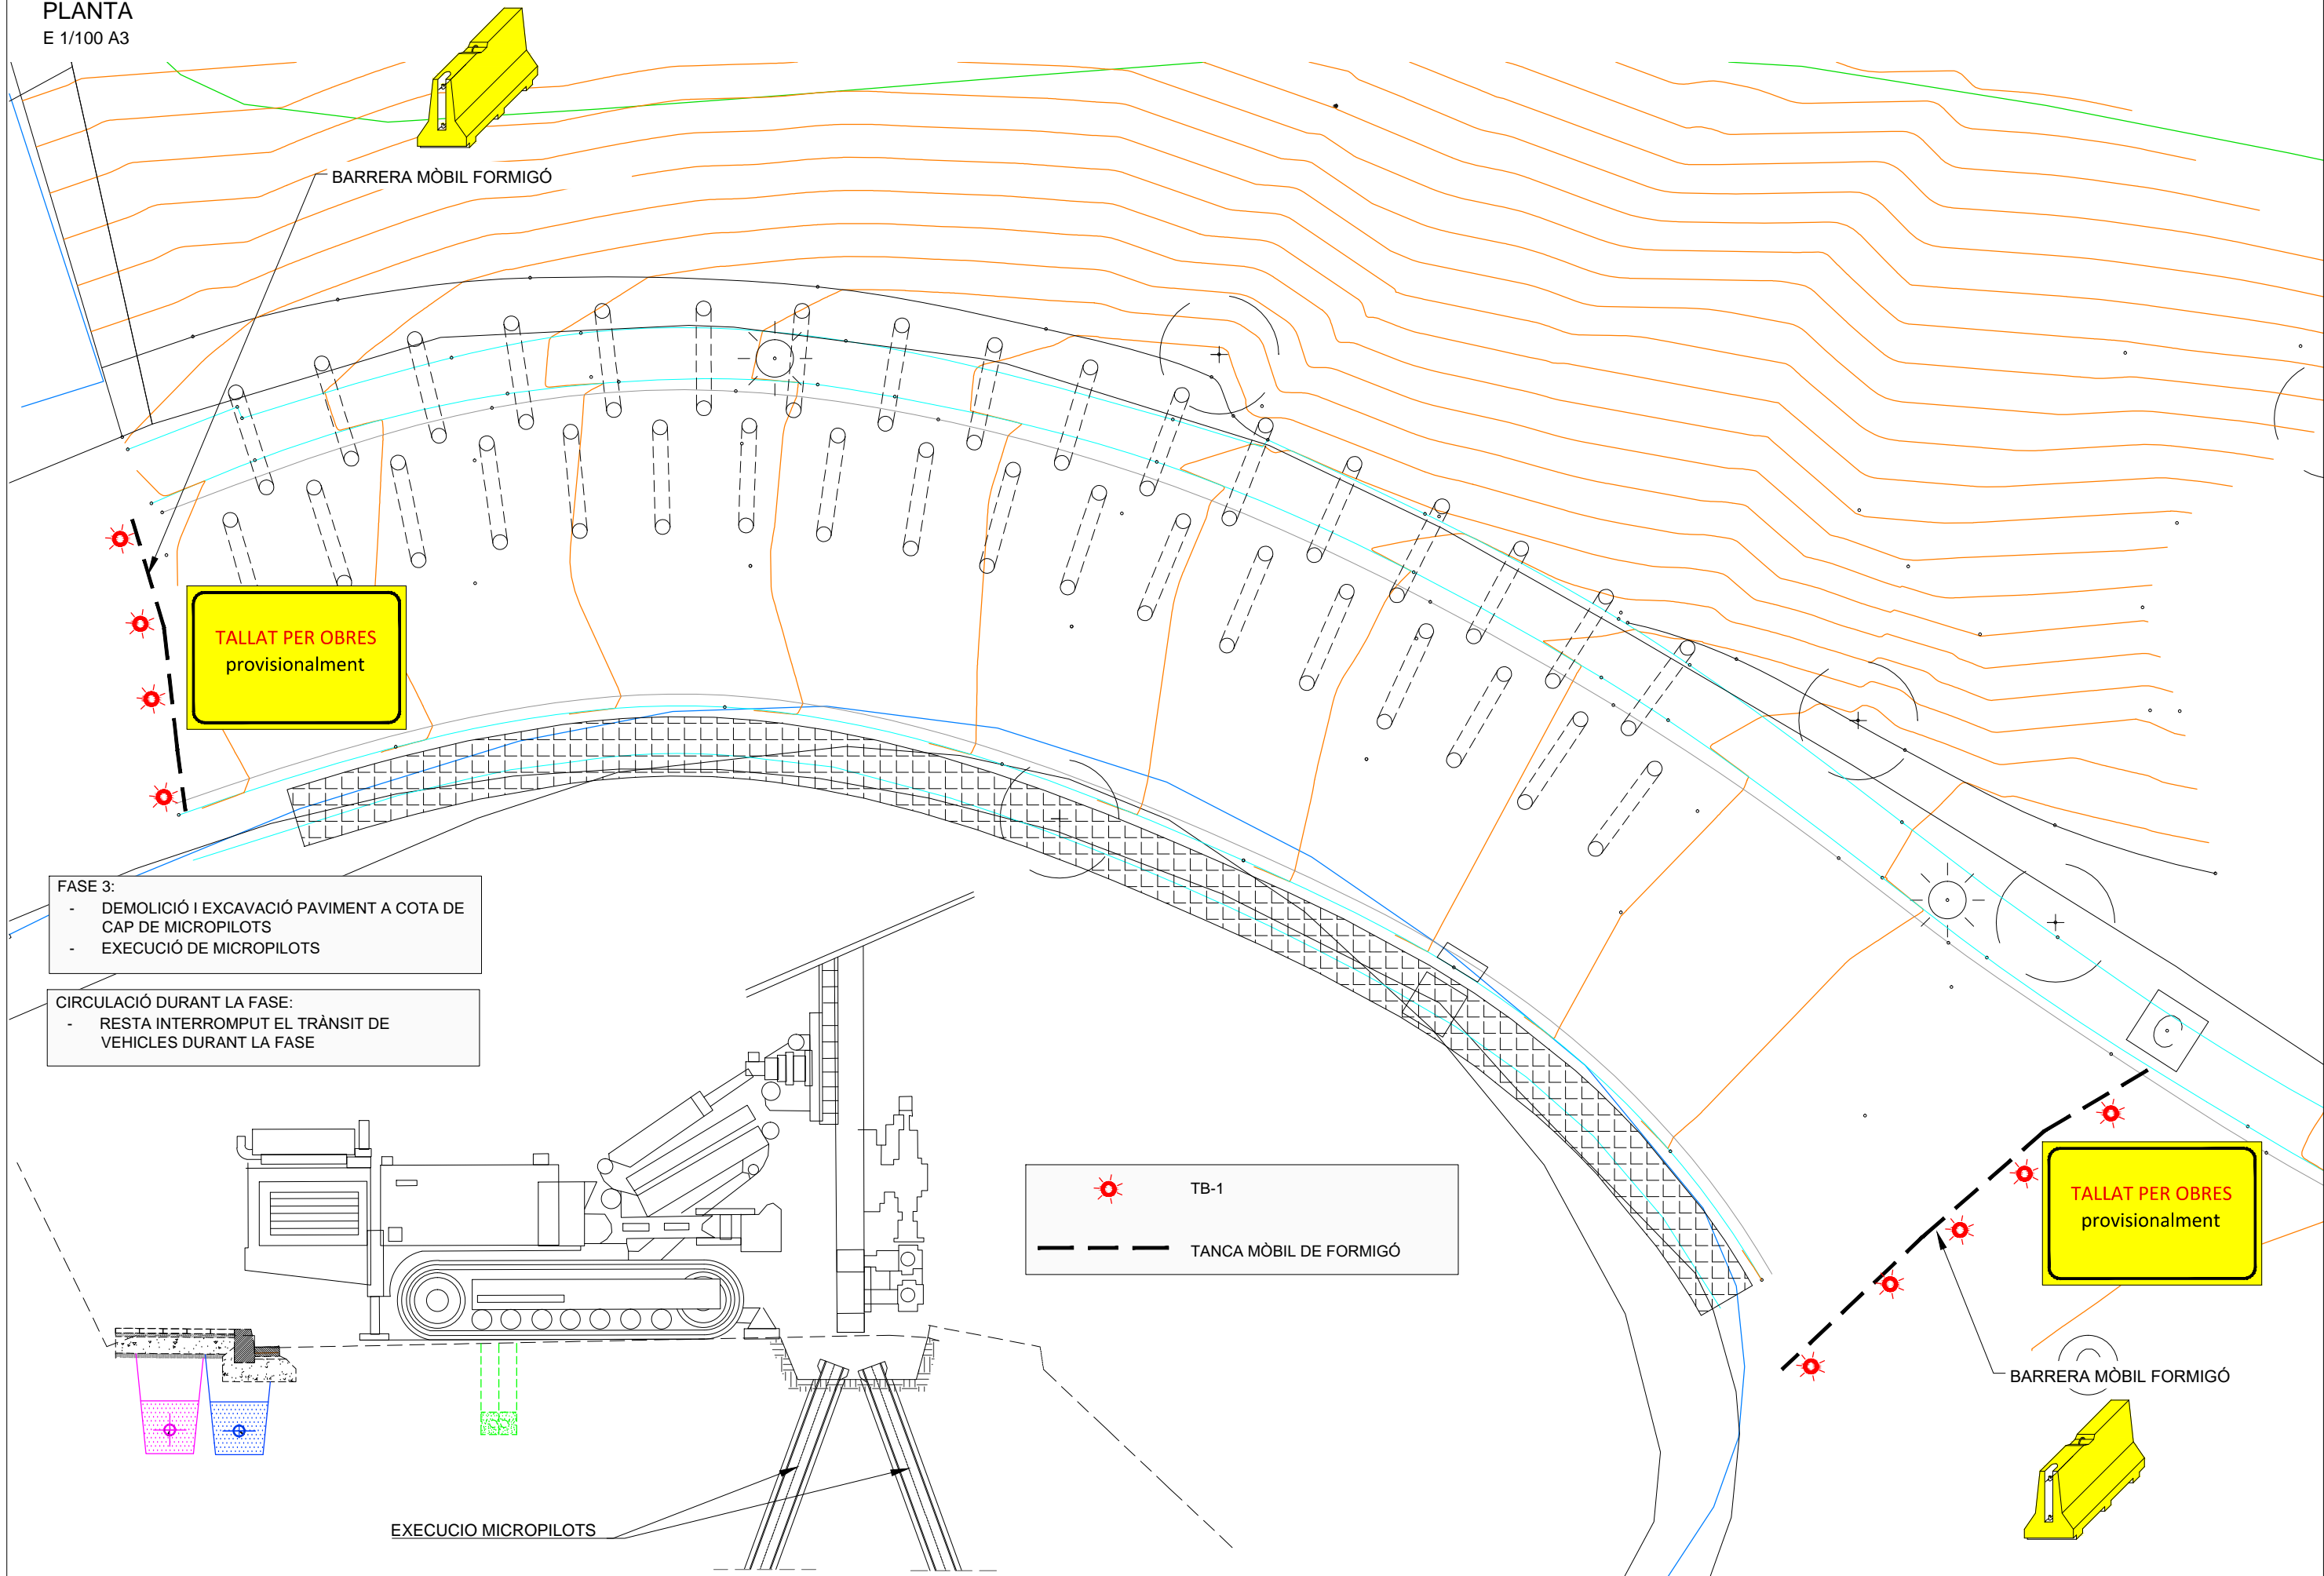 PLANTA
E 1/100 A3
BARRERA MÒBIL FORMIGÓ
TALLAT PER OBRES
provisionalment
FASE 3:
- DEMOLICIÓ I EXCAVACIÓ PAVIMENT A COTA DE
CAP DE MICROPILOTS
- EXECUCIÓ DE MICROPILOTS
CIRCULACIÓ DURANT LA FASE:
- RESTA INTERROMPUT EL TRÀNSIT DE
VEHICLES DURANT LA FASE
TB-1
TANCA MÒBIL DE FORMIGÓ
TALLAT PER OBRES
provisionalment
BARRERA MÒBIL FORMIGÓ
EXECUCIO MICROPILOTS